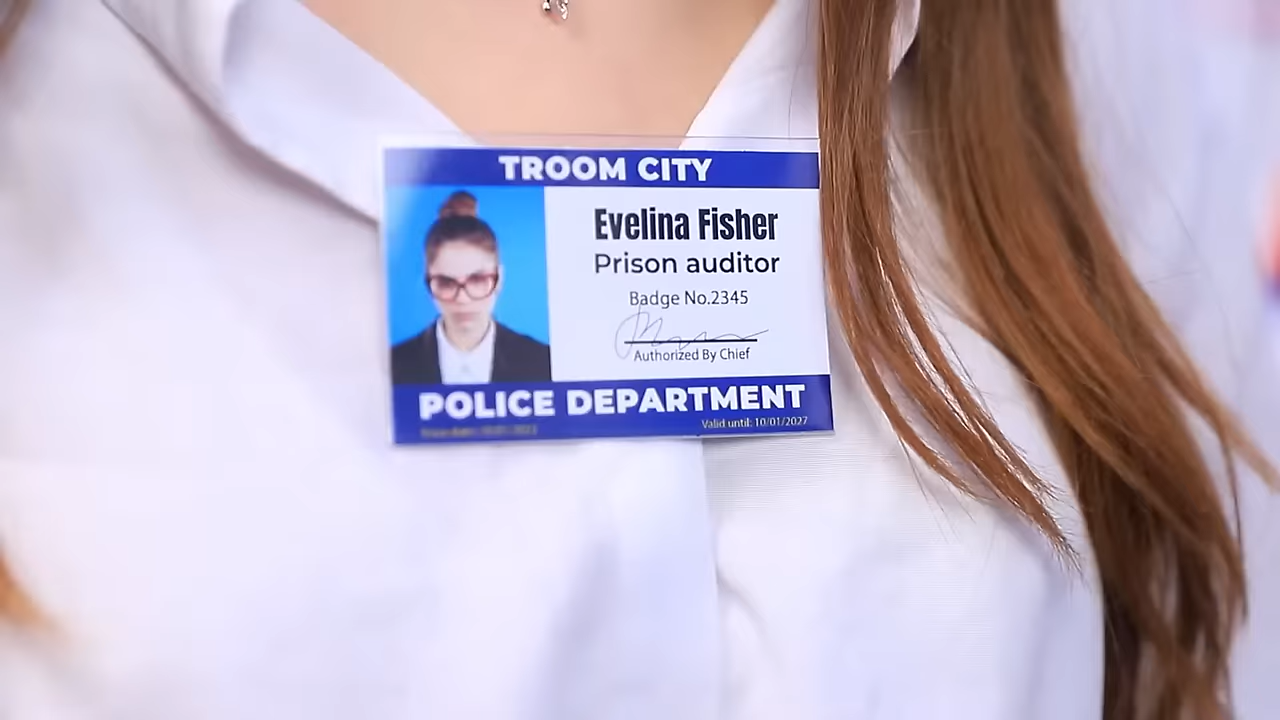 TROOM CITY
Evelina Fisher
Prison auditor
Badge No.2345
Authorized By Chief
POLICE DEPARTMENT
Valid until: 10/01/2027